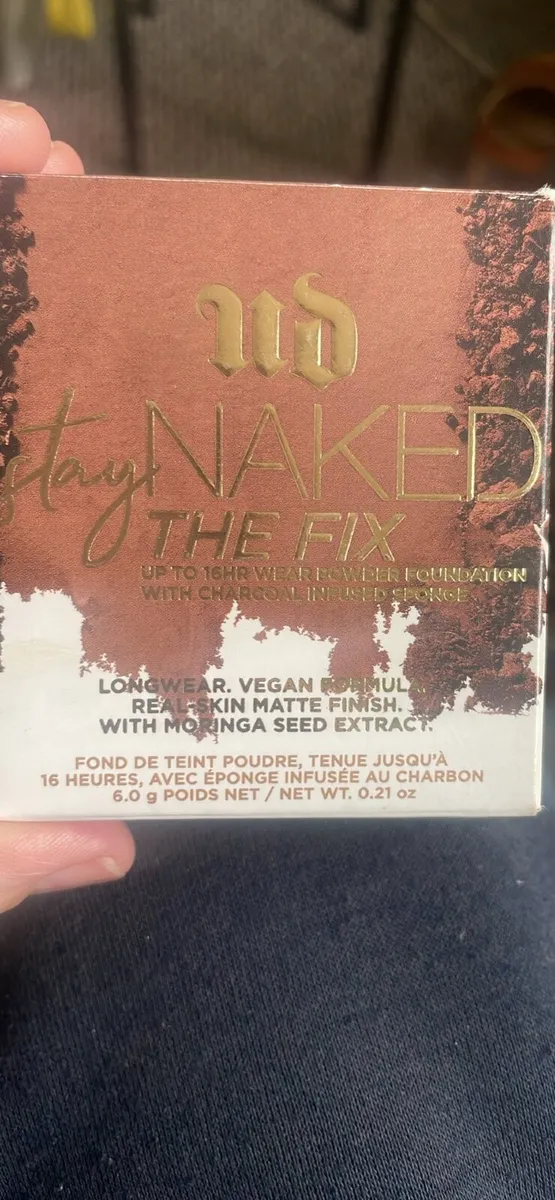 ud
stay NAKED
THE FIX
UP TO 16HR WEAR POWDER FOUNDATION
WITH CHARCOAL INFUSED SPONGE
LONGWEAR. VEGAN FORMULA.
REAL-SKIN MATTE FINISH.
WITH MORINGA SEED EXTRACT.
FOND DE TEINT POUDRE, TENUE JUSQU'À
16 HEURES, AVEC ÉPONGE INFUSÉE AU CHARBON
6.0 g POIDS NET / NET WT. 0.21 oz